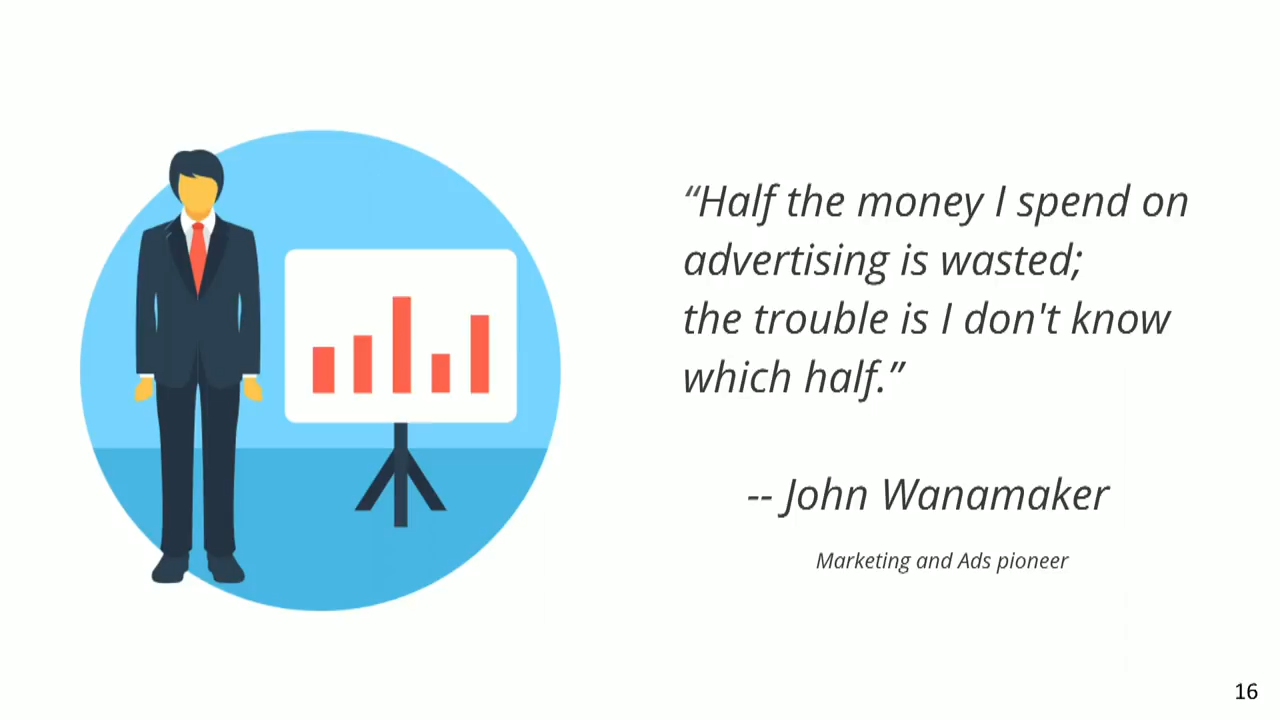 “Half the money I spend on
advertising is wasted;
the trouble is I don't know
which half.”
-- John Wanamaker
Marketing and Ads pioneer
16